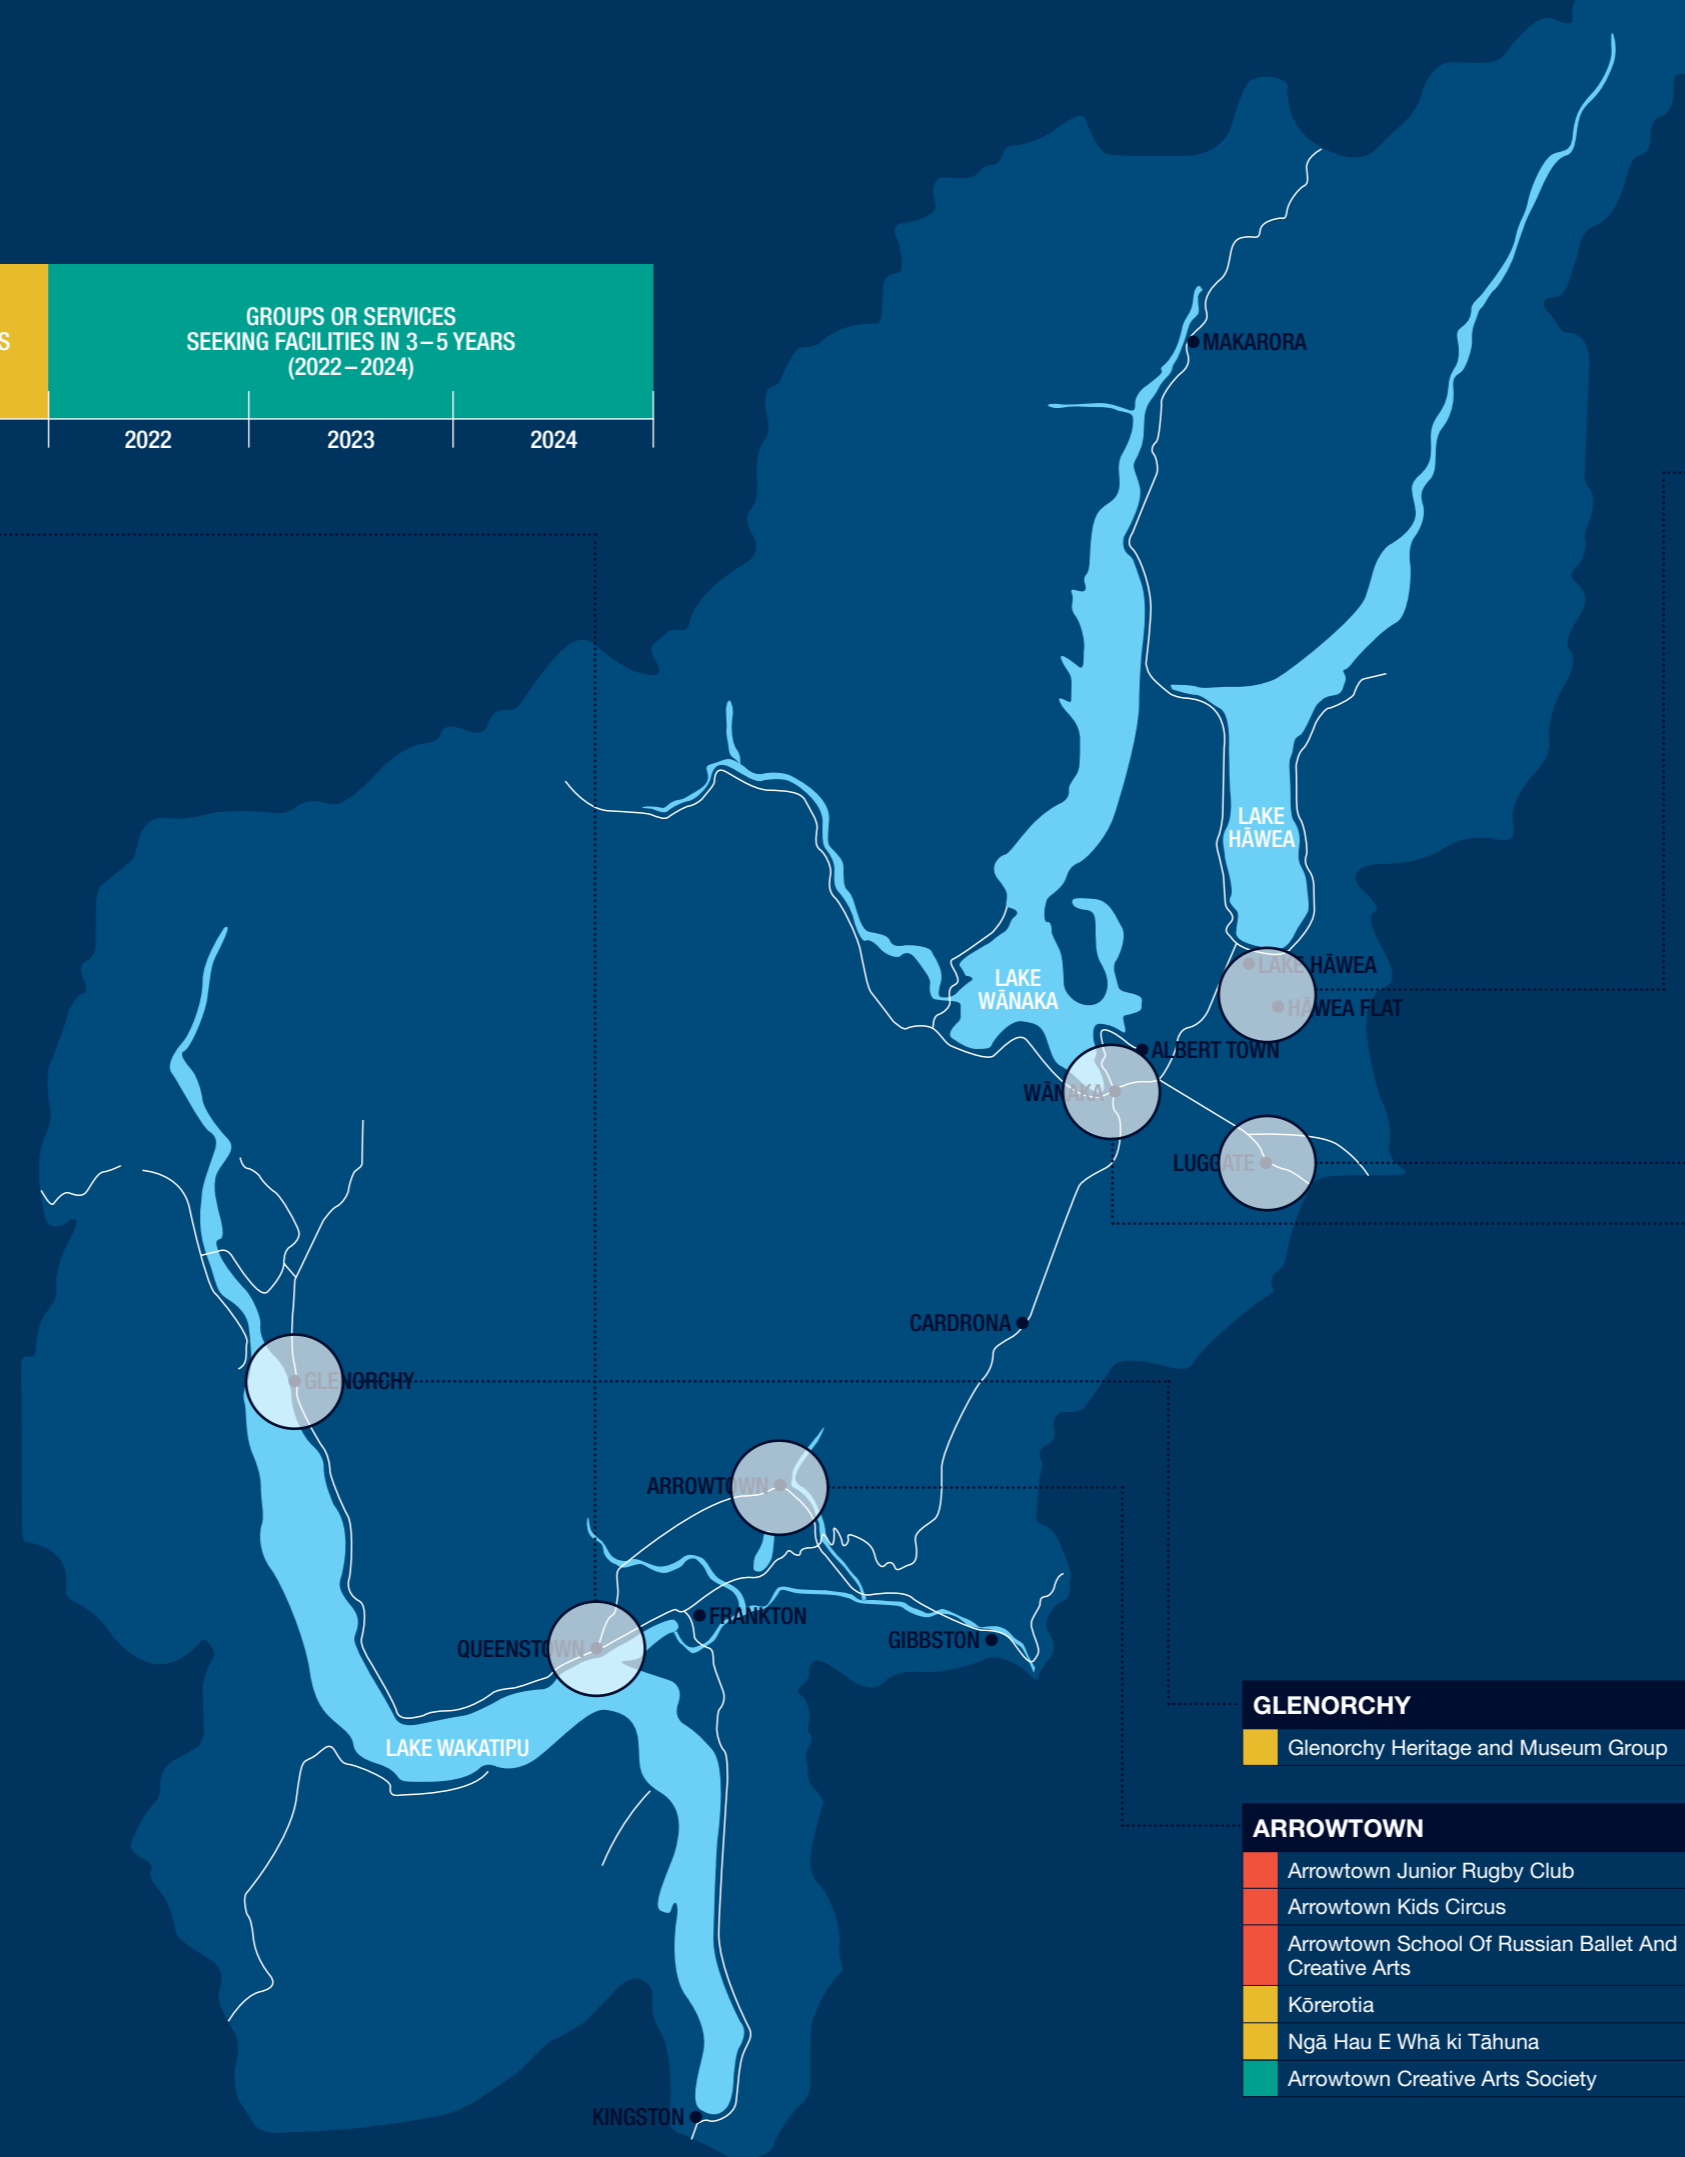 S
GROUPS OR SERVICES
SEEKING FACILITIES IN 3–5 YEARS
(2022–2024)
2022
2023
2024
MAKARORA
LAKE
HĀWEA
LAKE HĀWEA
LAKE
WĀNAKA
HĀWEA FLAT
ALBERT TOWN
WĀNAKA
LUGGATE
CARDRONA
GLENORCHY
ARROWTOWN
FRANKTON
GIBBSTON
QUEENSTOWN
LAKE WAKATIPU
KINGSTON
GLENORCHY
Glenorchy Heritage and Museum Group
ARROWTOWN
Arrowtown Junior Rugby Club
Arrowtown Kids Circus
Arrowtown School Of Russian Ballet And
Creative Arts
Kōrerotia
Ngā Hau E Whā ki Tāhuna
Arrowtown Creative Arts Society